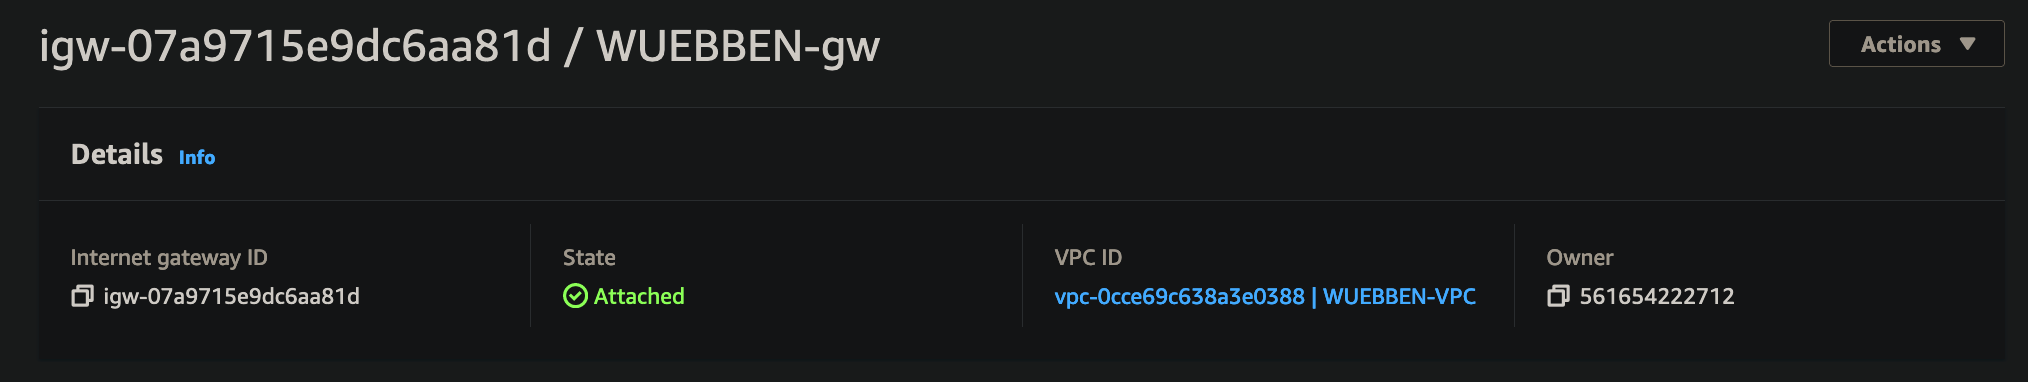 igw-07a9715e9dc6aa81d / WUEBBEN-gw
Actions
Details Info
Internet gateway ID
igw-07a9715e9dc6aa81d
State
Attached
VPC ID
vpc-0cce69c638a3e0388 | WUEBBEN-VPC
Owner
561654222712